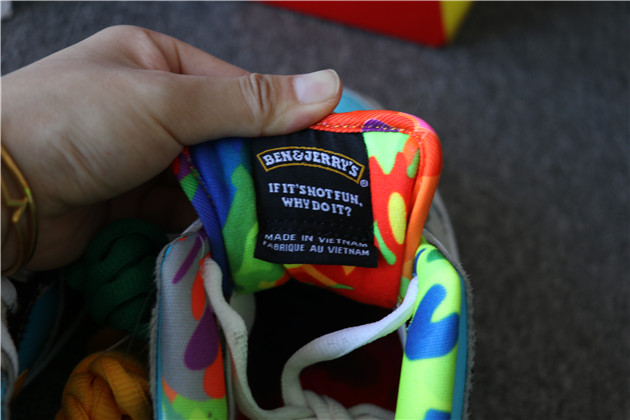 BEN&JERRY'S®
IF IT'S NOT FUN.
WHY DO IT?
MADE IN VIETNAM
FABRIQUE AU VIETNAM